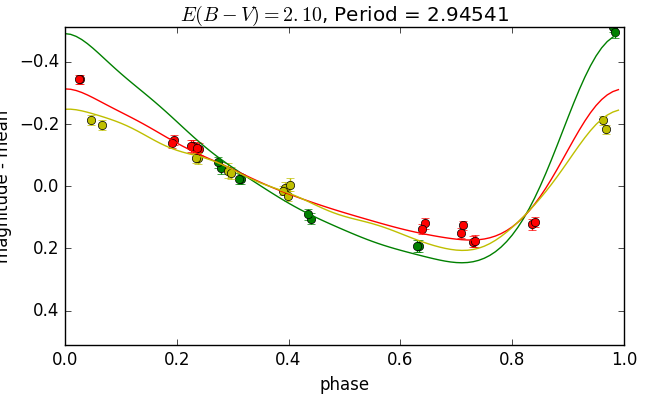 E(B − V) = 2.10, Period = 2.94541
−0.4
−0.2
0.0
0.2
0.4
magnitude - mean
0.0 0.2 0.4 0.6 0.8 1.0
phase